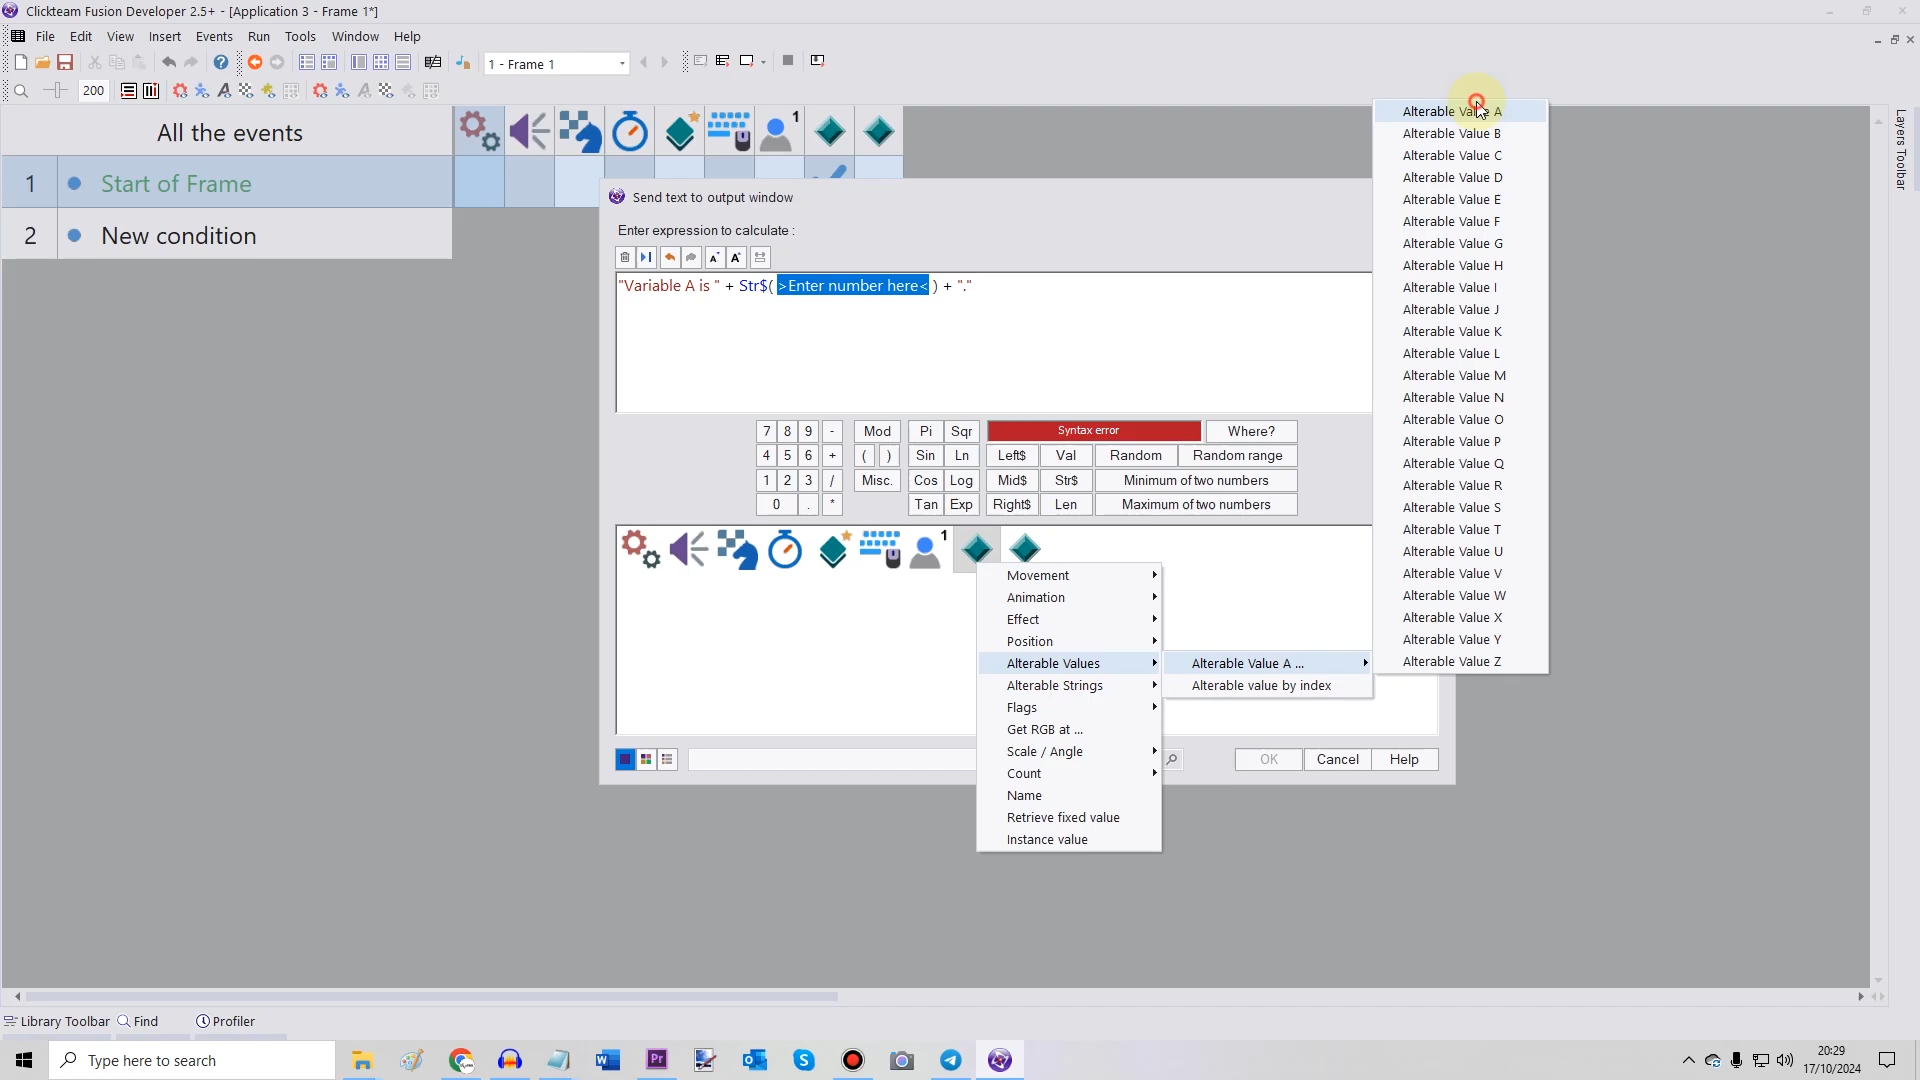 Clickteam Fusion Developer 2.5+ - [Application 3 - Frame 1*]
File Edit View Insert Events Run Tools Window Help
1 - Frame 1
200
All the events
1 Start of Frame
2 New condition
1
Layers Toolbar
Send text to output window
Enter expression to calculate :
"Variable A is " + Str$( >Enter number here< ) + "."
7 8 9 - Mod Pi Sqr Syntax error Where?
4 5 6 + ( ) Sin Ln Left$ Val Random Random range
1 2 3 / Misc. Cos Log Mid$ Str$ Minimum of two numbers
0 . * Tan Exp Right$ Len Maximum of two numbers
1
Movement
Animation
Effect
Position
Alterable Values
Alterable Strings
Flags
Get RGB at ...
Scale / Angle
Count
Name
Retrieve fixed value
Instance value
Alterable Value A ...
Alterable value by index
Alterable Value A
Alterable Value B
Alterable Value C
Alterable Value D
Alterable Value E
Alterable Value F
Alterable Value G
Alterable Value H
Alterable Value I
Alterable Value J
Alterable Value K
Alterable Value L
Alterable Value M
Alterable Value N
Alterable Value O
Alterable Value P
Alterable Value Q
Alterable Value R
Alterable Value S
Alterable Value T
Alterable Value U
Alterable Value V
Alterable Value W
Alterable Value X
Alterable Value Y
Alterable Value Z
OK Cancel Help
Library Toolbar Find Profiler
Type here to search
20:29
17/10/2024